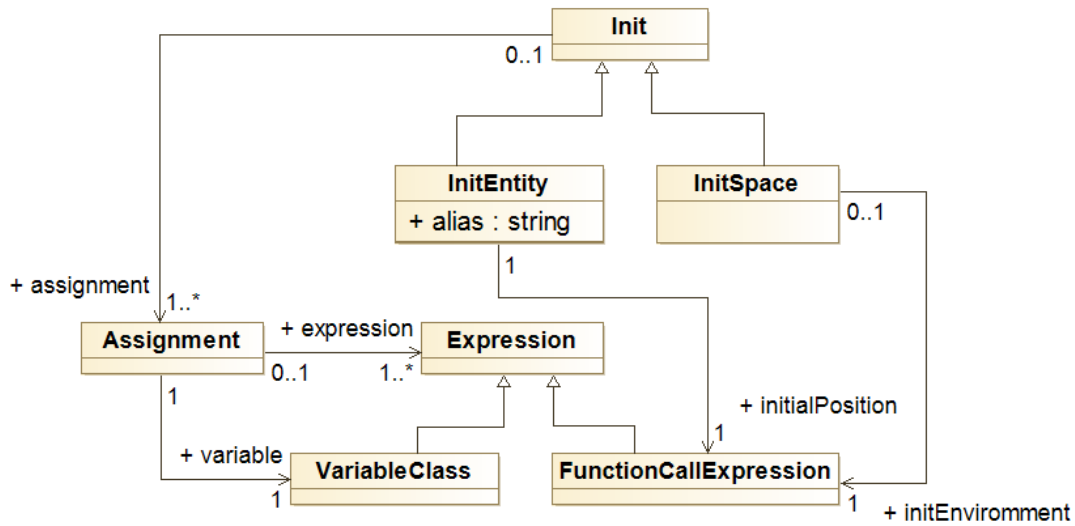 Init
0..1
InitEntity
+ alias : string
InitSpace
0..1
1
+ assignment
1..*
Assignment
+ expression
Expression
0..1
1..*
1
+ initialPosition
+ variable
1
VariableClass
1
FunctionCallExpression
1
+ initEnviromment